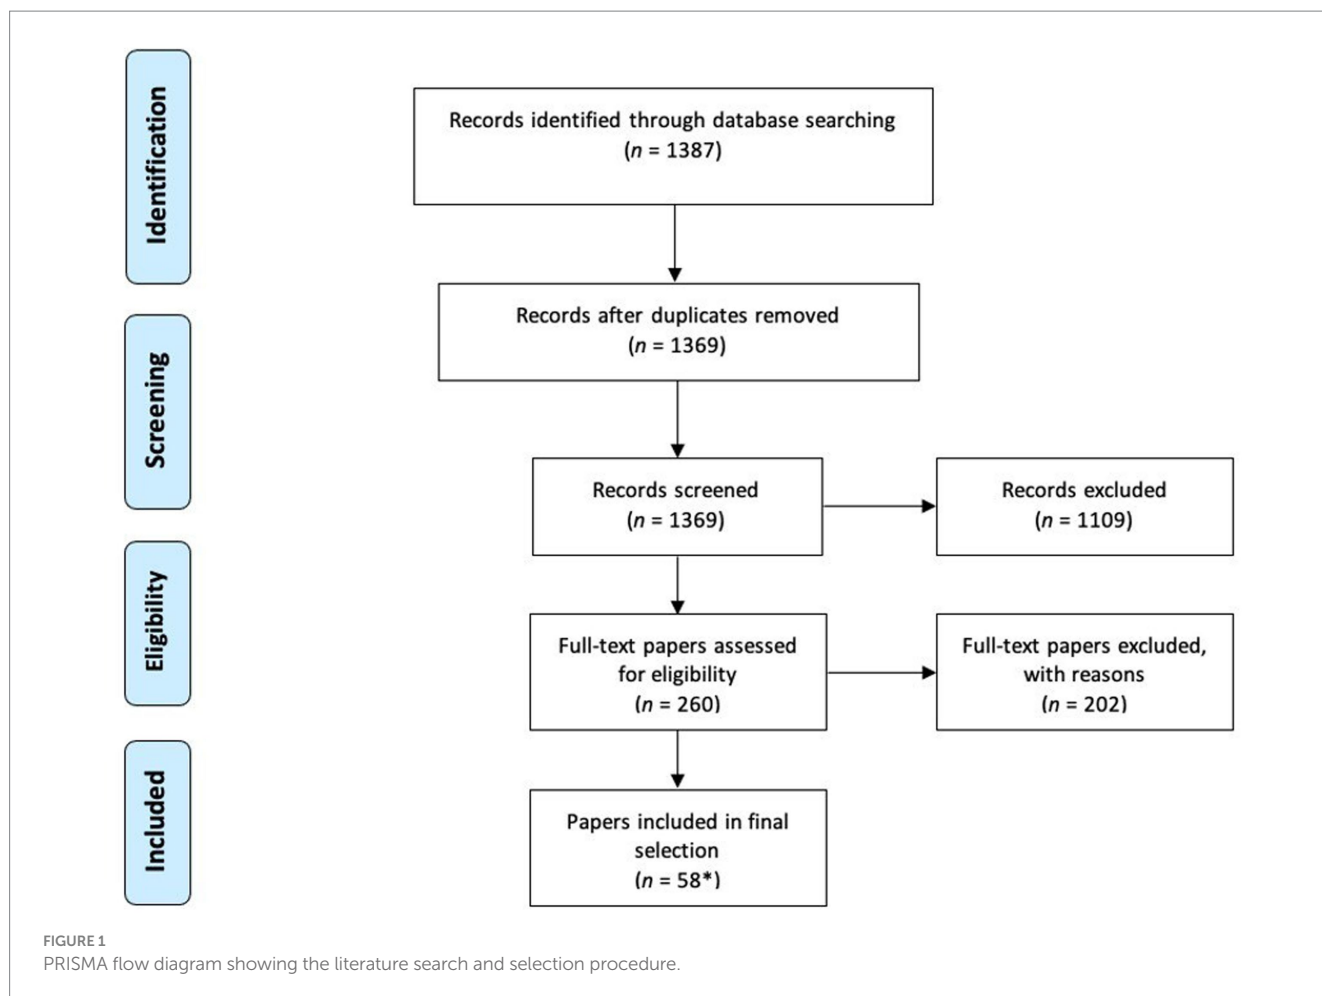 Identification
Records identified through database searching
(n = 1387)
Records after duplicates removed
(n = 1369)
Screening
Records screened
(n = 1369)
Records excluded
(n = 1109)
Eligibility
Full-text papers assessed
for eligibility
(n = 260)
Full-text papers excluded,
with reasons
(n = 202)
Included
Papers included in final
selection
(n = 58*)
FIGURE 1
PRISMA flow diagram showing the literature search and selection procedure.